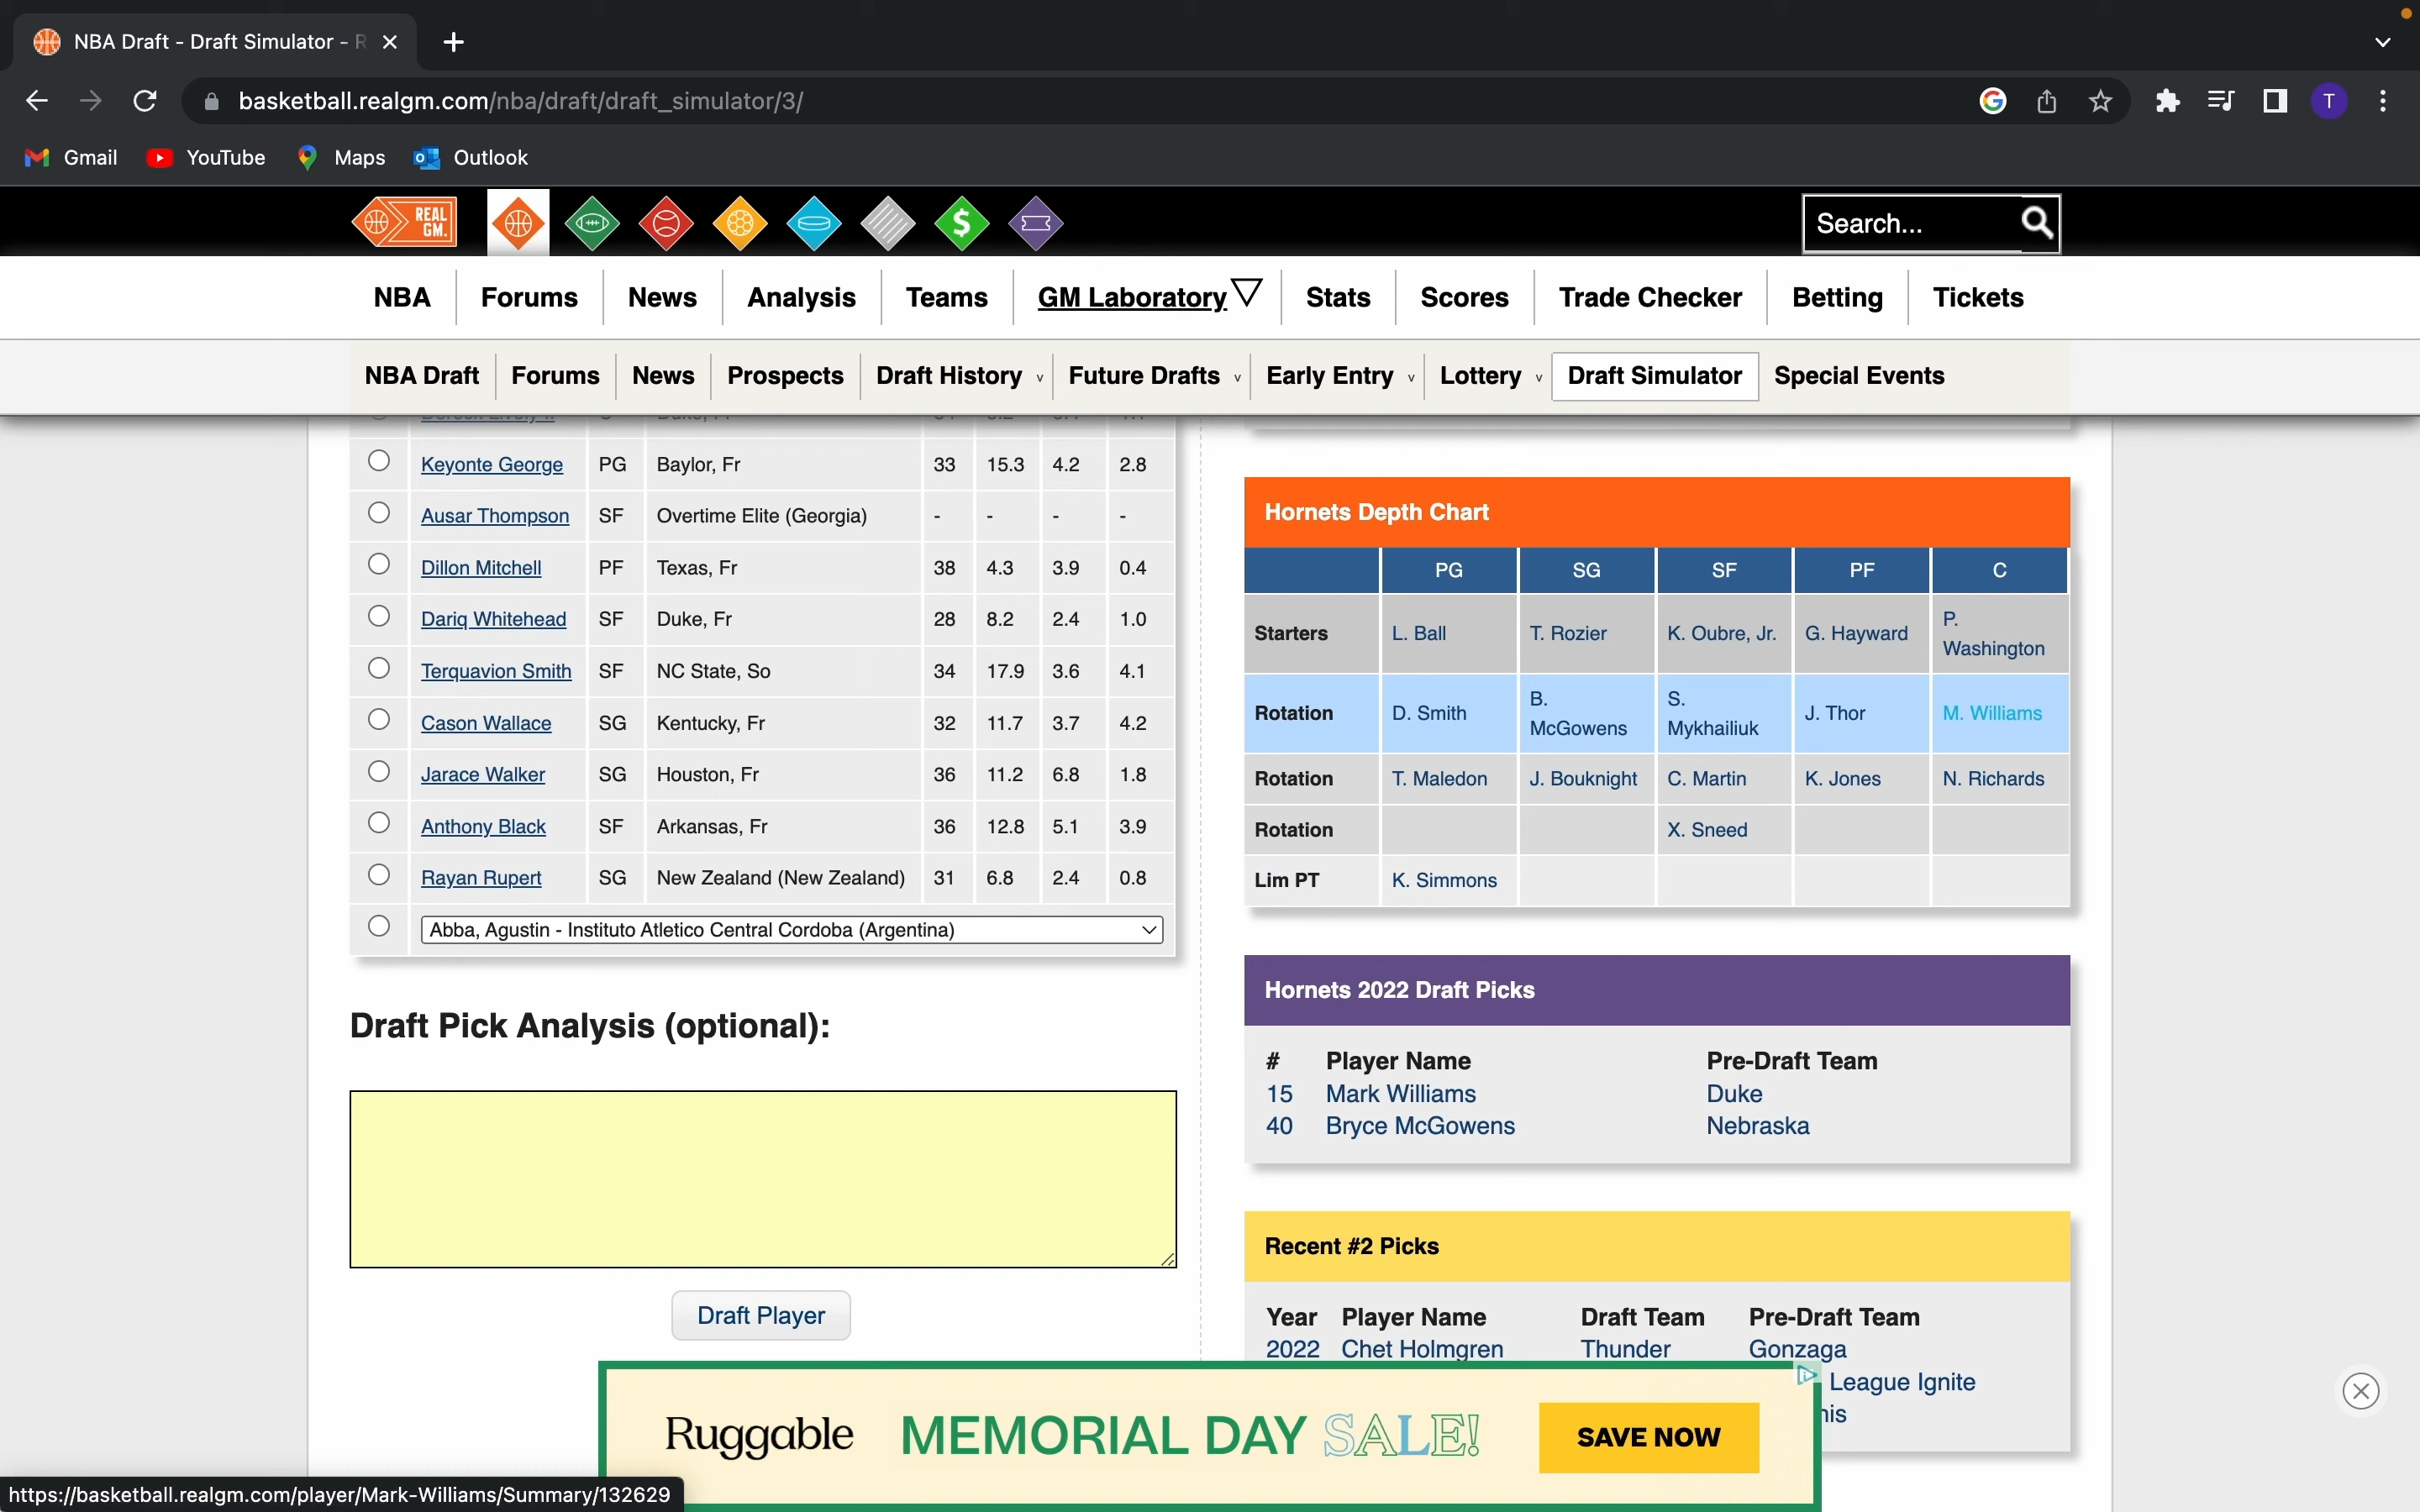 NBA Draft - Draft Simulator - R
basketball.realgm.com/nba/draft/draft_simulator/3/
T
Gmail YouTube Maps Outlook
REAL GM. Search...
NBA Forums News Analysis Teams GM Laboratory Stats Scores Trade Checker Betting Tickets
NBA Draft Forums News Prospects Draft History v Future Drafts v Early Entry v Lottery v Draft Simulator Special Events
Keyonte George PG Baylor, Fr 33 15.3 4.2 2.8
Ausar Thompson SF Overtime Elite (Georgia) - - - -
Dillon Mitchell PF Texas, Fr 38 4.3 3.9 0.4
Dariq Whitehead SF Duke, Fr 28 8.2 2.4 1.0
Terquavion Smith SF NC State, So 34 17.9 3.6 4.1
Cason Wallace SG Kentucky, Fr 32 11.7 3.7 4.2
Jarace Walker SG Houston, Fr 36 11.2 6.8 1.8
Anthony Black SF Arkansas, Fr 36 12.8 5.1 3.9
Rayan Rupert SG New Zealand (New Zealand) 31 6.8 2.4 0.8
Abba, Agustin - Instituto Atletico Central Cordoba (Argentina)
Draft Pick Analysis (optional):
Draft Player
Hornets Depth Chart
PG SG SF PF C
Starters L. Ball T. Rozier K. Oubre, Jr. G. Hayward P. Washington
Rotation D. Smith B. McGowens S. Mykhailiuk J. Thor M. Williams
Rotation T. Maledon J. Bouknight C. Martin K. Jones N. Richards
Rotation X. Sneed
Lim PT K. Simmons
Hornets 2022 Draft Picks
# Player Name Pre-Draft Team
15 Mark Williams Duke
40 Bryce McGowens Nebraska
Recent #2 Picks
Year Player Name Draft Team Pre-Draft Team
2022 Chet Holmgren Thunder Gonzaga
League Ignite
Ruggable MEMORIAL DAY SALE! SAVE NOW
https://basketball.realgm.com/player/Mark-Williams/Summary/132629